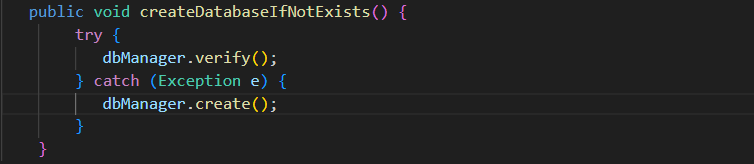 public void createDatabaseIfNotExists() {
try {
dbManager.verify();
} catch (Exception e) {
dbManager.create();
}
}